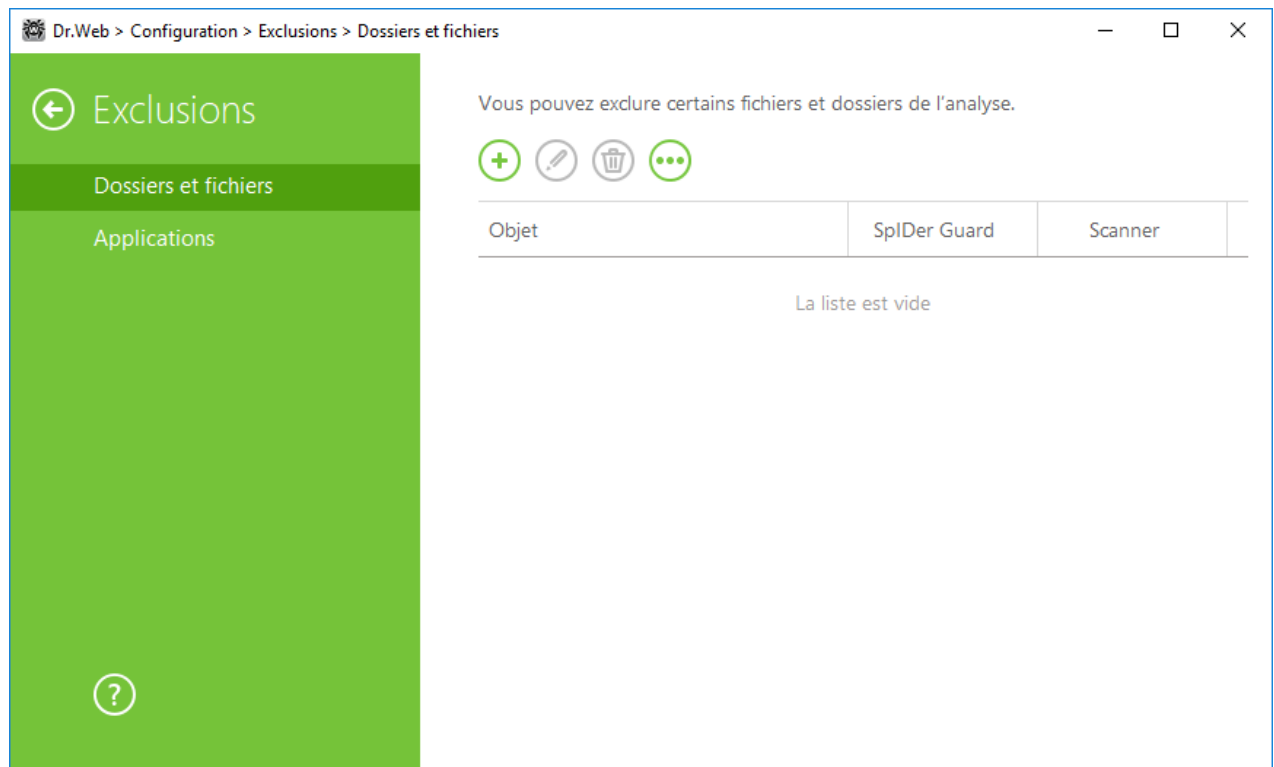 Dr.Web > Configuration > Exclusions > Dossiers et fichiers
Exclusions
Dossiers et fichiers
Applications
?
Vous pouvez exclure certains fichiers et dossiers de l'analyse.
Objet SpIDer Guard Scanner
La liste est vide